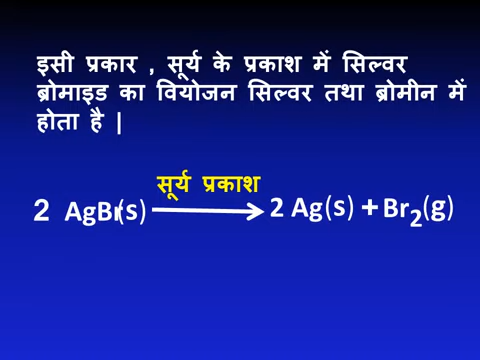 इसी प्रकार , सूर्य के प्रकाश में सिल्वर
ब्रोमाइड का वियोजन सिल्वर तथा ब्रोमीन में
होता है |
सूर्य प्रकाश
2 AgBr(s) ⟶ 2 Ag(s) + Br₂(g)